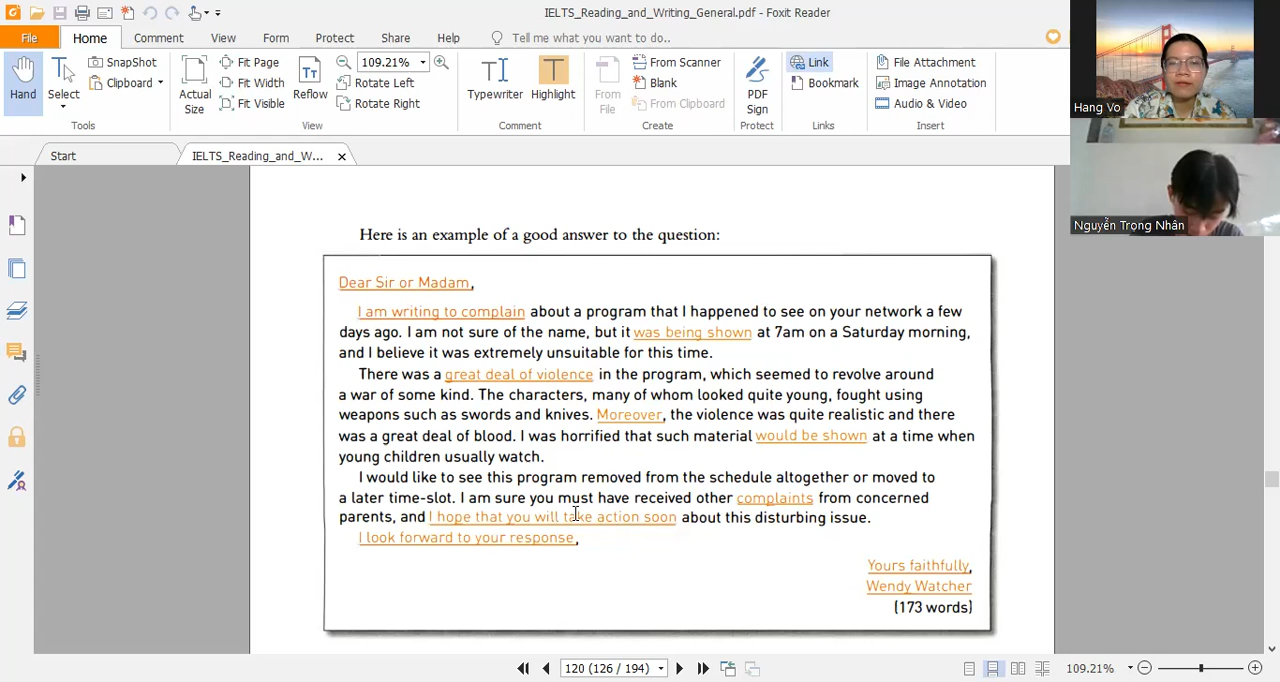 IELTS_Reading_and_Writing_General.pdf - Foxit Reader
File Home Comment View Form Protect Share Help Tell me what you want to do..
Hand
Select
SnapShot
Clipboard
Actual Size
Fit Page
Fit Width
Fit Visible
Reflow
109.21%
Rotate Left
Rotate Right
Typewriter
Highlight
From File
From Scanner
Blank
From Clipboard
PDF Sign
Link
Bookmark
File Attachment
Image Annotation
Audio & Video
Tools View Comment Create Protect Links Insert
Hang Vo
Nguyễn Trọng Nhân
Start IELTS_Reading_and_W...
Here is an example of a good answer to the question:
Dear Sir or Madam,
I am writing to complain about a program that I happened to see on your network a few
days ago. I am not sure of the name, but it was being shown at 7am on a Saturday morning,
and I believe it was extremely unsuitable for this time.
There was a great deal of violence in the program, which seemed to revolve around
a war of some kind. The characters, many of whom looked quite young, fought using
weapons such as swords and knives. Moreover, the violence was quite realistic and there
was a great deal of blood. I was horrified that such material would be shown at a time when
young children usually watch.
I would like to see this program removed from the schedule altogether or moved to
a later time-slot. I am sure you must have received other complaints from concerned
parents, and I hope that you will take action soon about this disturbing issue.
I look forward to your response,
Yours faithfully,
Wendy Watcher
(173 words)
120 (126 / 194)
109.21%